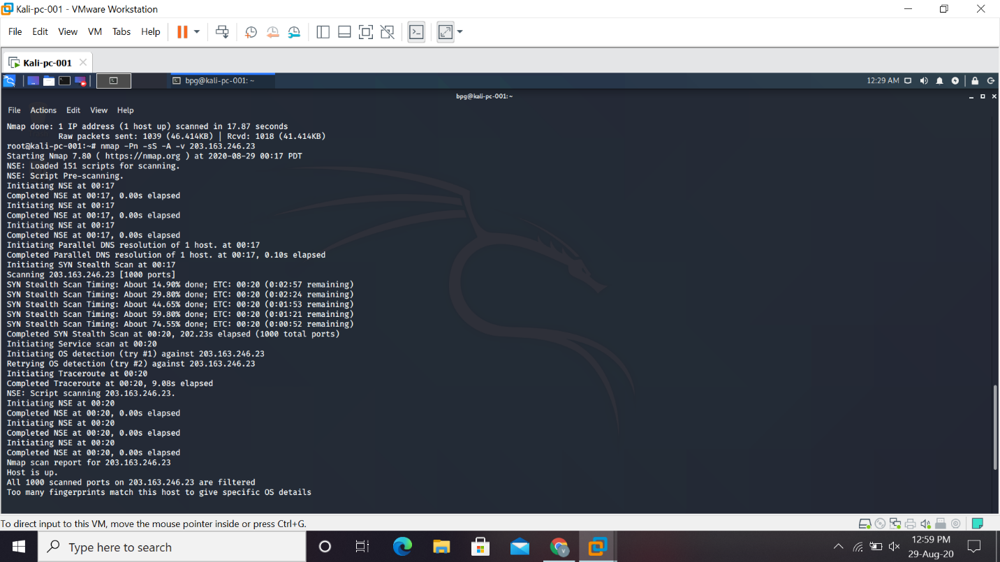 Kali-pc-001 - VMware Workstation
File Edit View VM Tabs Help
Kali-pc-001
bpg@kali-pc-001: ~
12:29 AM
bpg@kali-pc-001:~
File Actions Edit View Help
Nmap done: 1 IP address (1 host up) scanned in 17.87 seconds
Raw packets sent: 1039 (46.414KB) | Rcvd: 1018 (41.414KB)
root@kali-pc-001:~# nmap -Pn -sS -A -v 203.163.246.23
Starting Nmap 7.80 ( https://nmap.org ) at 2020-08-29 00:17 PDT
NSE: Loaded 151 scripts for scanning.
NSE: Script Pre-scanning.
Initiating NSE at 00:17
Completed NSE at 00:17, 0.00s elapsed
Initiating NSE at 00:17
Completed NSE at 00:17, 0.00s elapsed
Initiating NSE at 00:17
Completed NSE at 00:17, 0.00s elapsed
Initiating Parallel DNS resolution of 1 host. at 00:17
Completed Parallel DNS resolution of 1 host. at 00:17, 0.10s elapsed
Initiating SYN Stealth Scan at 00:17
Scanning 203.163.246.23 [1000 ports]
SYN Stealth Scan Timing: About 14.90% done; ETC: 00:20 (0:02:57 remaining)
SYN Stealth Scan Timing: About 29.80% done; ETC: 00:20 (0:02:24 remaining)
SYN Stealth Scan Timing: About 44.65% done; ETC: 00:20 (0:01:53 remaining)
SYN Stealth Scan Timing: About 59.80% done; ETC: 00:20 (0:01:21 remaining)
SYN Stealth Scan Timing: About 74.55% done; ETC: 00:20 (0:00:52 remaining)
Completed SYN Stealth Scan at 00:20, 202.23s elapsed (1000 total ports)
Initiating Service scan at 00:20
Initiating OS detection (try #1) against 203.163.246.23
Retrying OS detection (try #2) against 203.163.246.23
Initiating Traceroute at 00:20
Completed Traceroute at 00:20, 9.08s elapsed
NSE: Script scanning 203.163.246.23.
Initiating NSE at 00:20
Completed NSE at 00:20, 0.00s elapsed
Initiating NSE at 00:20
Completed NSE at 00:20, 0.00s elapsed
Initiating NSE at 00:20
Completed NSE at 00:20, 0.00s elapsed
Nmap scan report for 203.163.246.23
Host is up.
All 1000 scanned ports on 203.163.246.23 are filtered
Too many fingerprints match this host to give specific OS details
To direct input to this VM, move the mouse pointer inside or press Ctrl+G.
Type here to search
12:59 PM
29-Aug-20